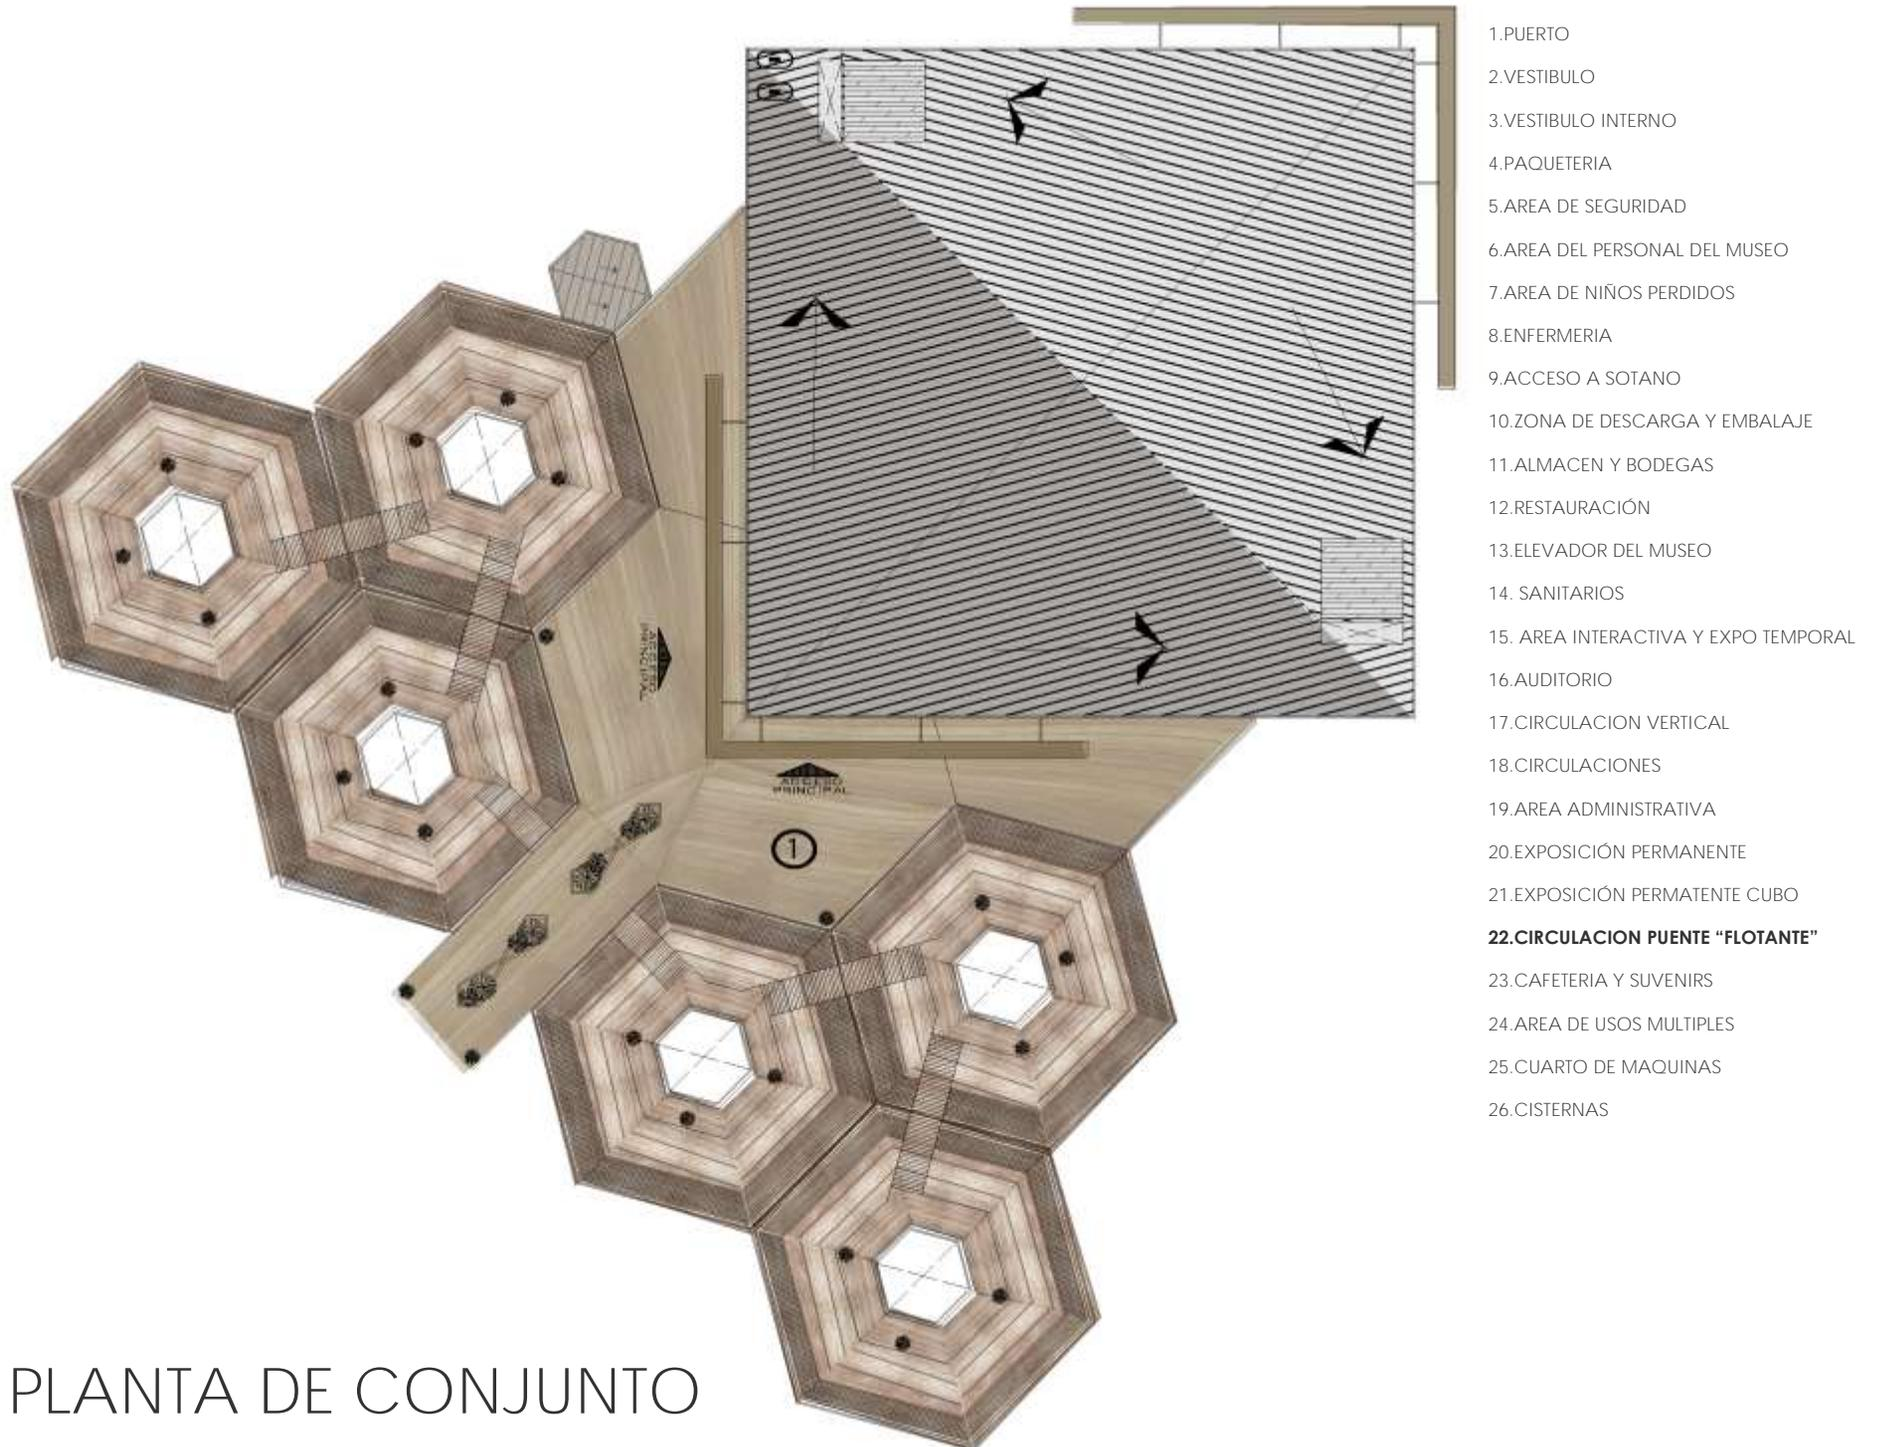 1.PUERTO
2.VESTIBULO
3.VESTIBULO INTERNO
4.PAQUETERIA
5.AREA DE SEGURIDAD
6.AREA DEL PERSONAL DEL MUSEO
7.AREA DE NIÑOS PERDIDOS
8.ENFERMERIA
9.ACCESO A SOTANO
10.ZONA DE DESCARGA Y EMBALAJE
11.ALMACEN Y BODEGAS
12.RESTAURACIÓN
13.ELEVADOR DEL MUSEO
14. SANITARIOS
15. AREA INTERACTIVA Y EXPO TEMPORAL
16.AUDITORIO
17.CIRCULACION VERTICAL
18.CIRCULACIONES
19.AREA ADMINISTRATIVA
20.EXPOSICIÓN PERMANENTE
21.EXPOSICIÓN PERMATENTE CUBO
22.CIRCULACION PUENTE “FLOTANTE”
23.CAFETERIA Y SUVENIRS
24.AREA DE USOS MULTIPLES
25.CUARTO DE MAQUINAS
26.CISTERNAS
ACCESO
PRINCIPAL
ACCESO
PRINCIPAL
1
PLANTA DE CONJUNTO